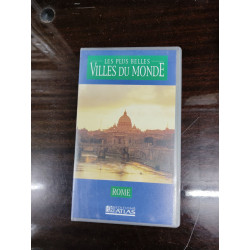 LES PLUS BELLES
VILLES DU MONDE
ROME
ATLAS